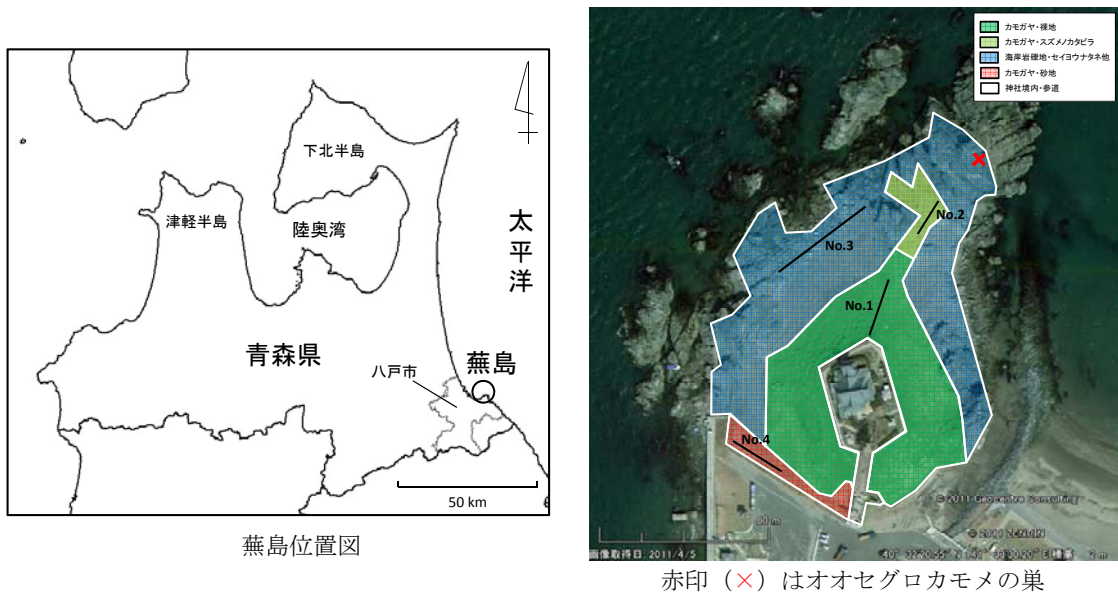 下北半島
津軽半島
陸奥湾
太平洋
青森県
八戸市
蕪島
50 km
蕪島位置図
カモガヤ・裸地
カモガヤ・スズメノカタビラ
海岸岩礫地・セイヨウナタネ他
カモガヤ・砂地
神社境内・参道
No.2
No.3
No.1
No.4
© 2011 Geocentre Consulting
© 2011 ZENRIN
画像取得日: 2011/4/5
2 m
赤印（×）はオオセグロカモメの巣